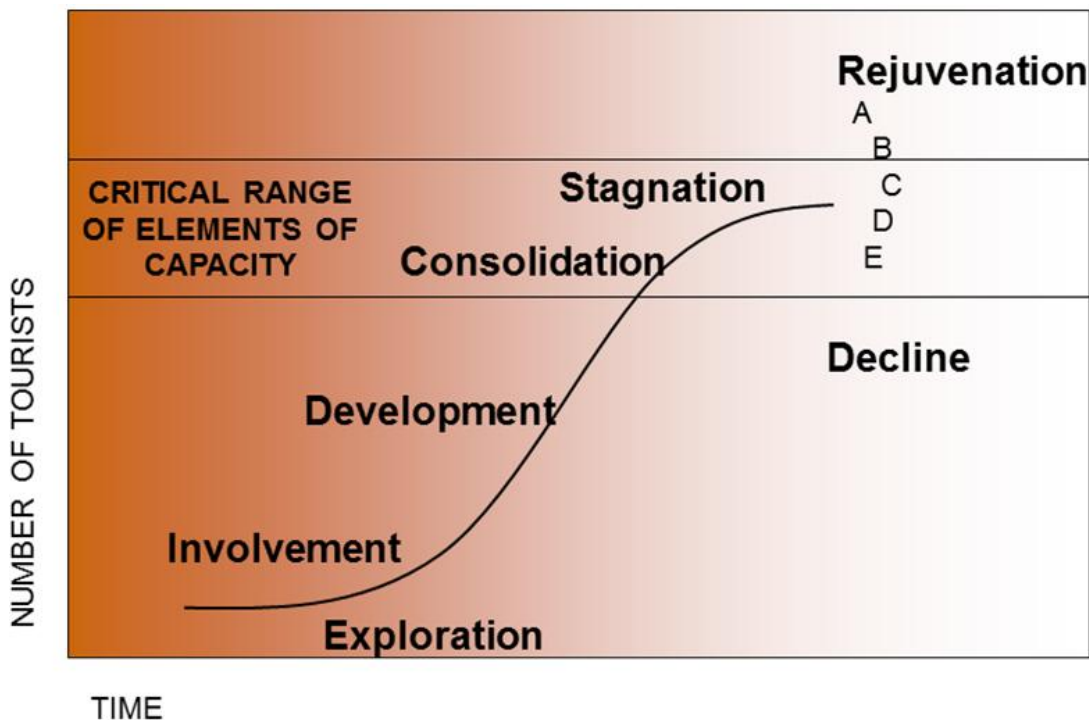 Rejuvenation
A
B
CRITICAL RANGE
OF ELEMENTS OF
CAPACITY
Stagnation
C
D
Consolidation
E
Decline
Development
Involvement
Exploration
NUMBER OF TOURISTS
TIME